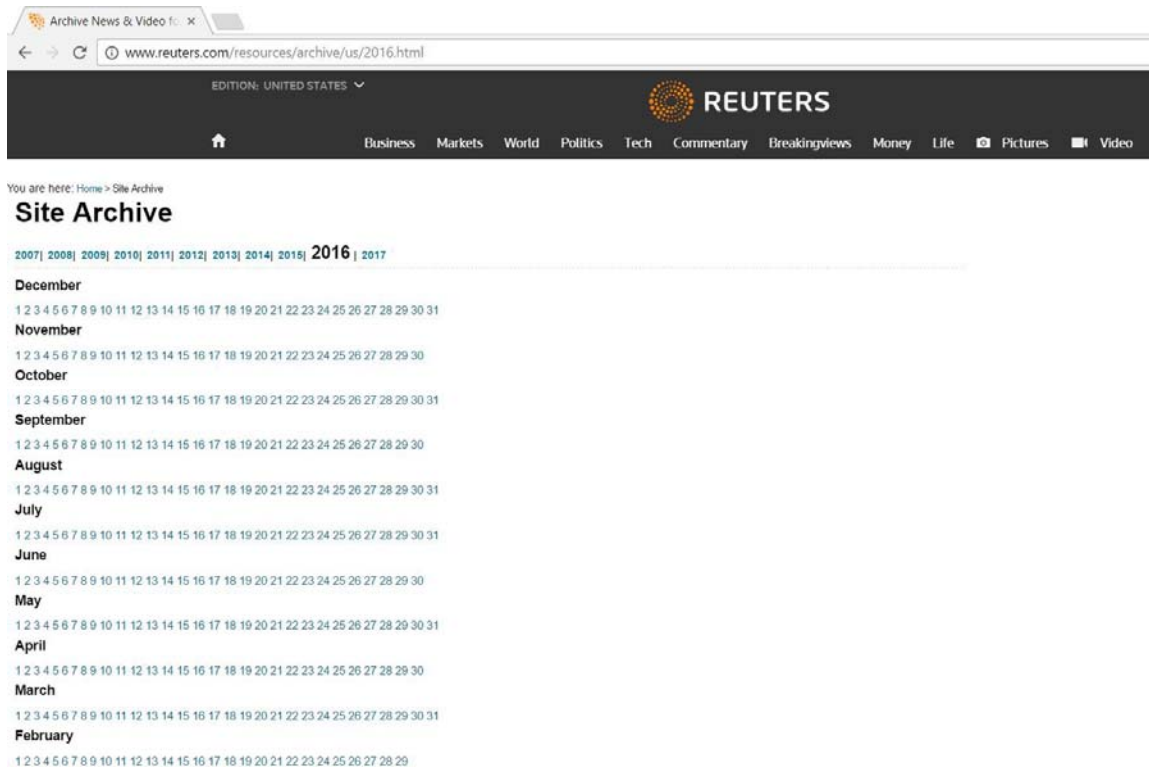 Archive News & Video fo
www.reuters.com/resources/archive/us/2016.html
EDITION: UNITED STATES
REUTERS
Business Markets World Politics Tech Commentary Breakingviews Money Life Pictures Video
You are here: Home > Site Archive
Site Archive
2007| 2008| 2009| 2010| 2011| 2012| 2013| 2014| 2015| 2016 | 2017
December
1 2 3 4 5 6 7 8 9 10 11 12 13 14 15 16 17 18 19 20 21 22 23 24 25 26 27 28 29 30 31
November
1 2 3 4 5 6 7 8 9 10 11 12 13 14 15 16 17 18 19 20 21 22 23 24 25 26 27 28 29 30
October
1 2 3 4 5 6 7 8 9 10 11 12 13 14 15 16 17 18 19 20 21 22 23 24 25 26 27 28 29 30 31
September
1 2 3 4 5 6 7 8 9 10 11 12 13 14 15 16 17 18 19 20 21 22 23 24 25 26 27 28 29 30
August
1 2 3 4 5 6 7 8 9 10 11 12 13 14 15 16 17 18 19 20 21 22 23 24 25 26 27 28 29 30 31
July
1 2 3 4 5 6 7 8 9 10 11 12 13 14 15 16 17 18 19 20 21 22 23 24 25 26 27 28 29 30 31
June
1 2 3 4 5 6 7 8 9 10 11 12 13 14 15 16 17 18 19 20 21 22 23 24 25 26 27 28 29 30
May
1 2 3 4 5 6 7 8 9 10 11 12 13 14 15 16 17 18 19 20 21 22 23 24 25 26 27 28 29 30 31
April
1 2 3 4 5 6 7 8 9 10 11 12 13 14 15 16 17 18 19 20 21 22 23 24 25 26 27 28 29 30
March
1 2 3 4 5 6 7 8 9 10 11 12 13 14 15 16 17 18 19 20 21 22 23 24 25 26 27 28 29 30 31
February
1 2 3 4 5 6 7 8 9 10 11 12 13 14 15 16 17 18 19 20 21 22 23 24 25 26 27 28 29